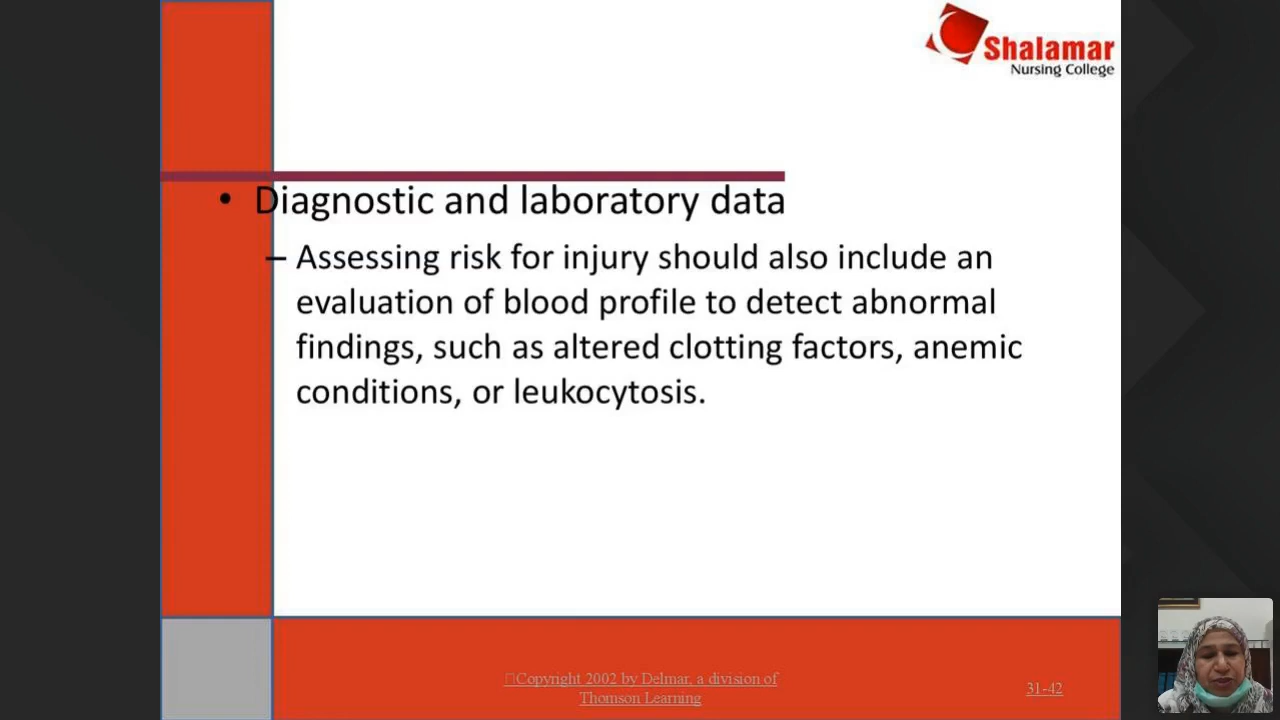 Shalamar
Nursing College
• Diagnostic and laboratory data
– Assessing risk for injury should also include an
evaluation of blood profile to detect abnormal
findings, such as altered clotting factors, anemic
conditions, or leukocytosis.
Copyright 2002 by Delmar, a division of
Thomson Learning
31-42